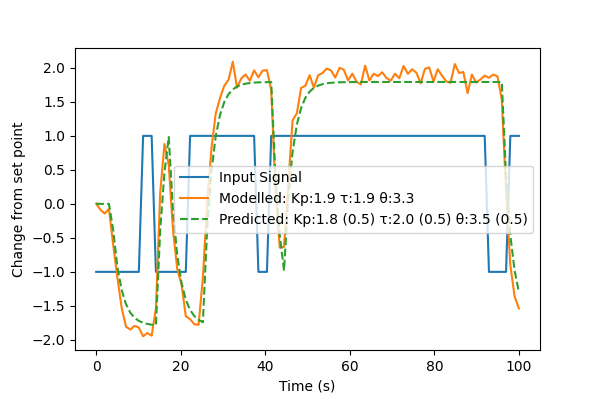 2.0
1.5
1.0
0.5
0.0
−0.5
−1.0
−1.5
−2.0
Change from set point
Input Signal
Modelled: Kp:1.9 τ:1.9 θ:3.3
Predicted: Kp:1.8 (0.5) τ:2.0 (0.5) θ:3.5 (0.5)
0 20 40 60 80 100
Time (s)